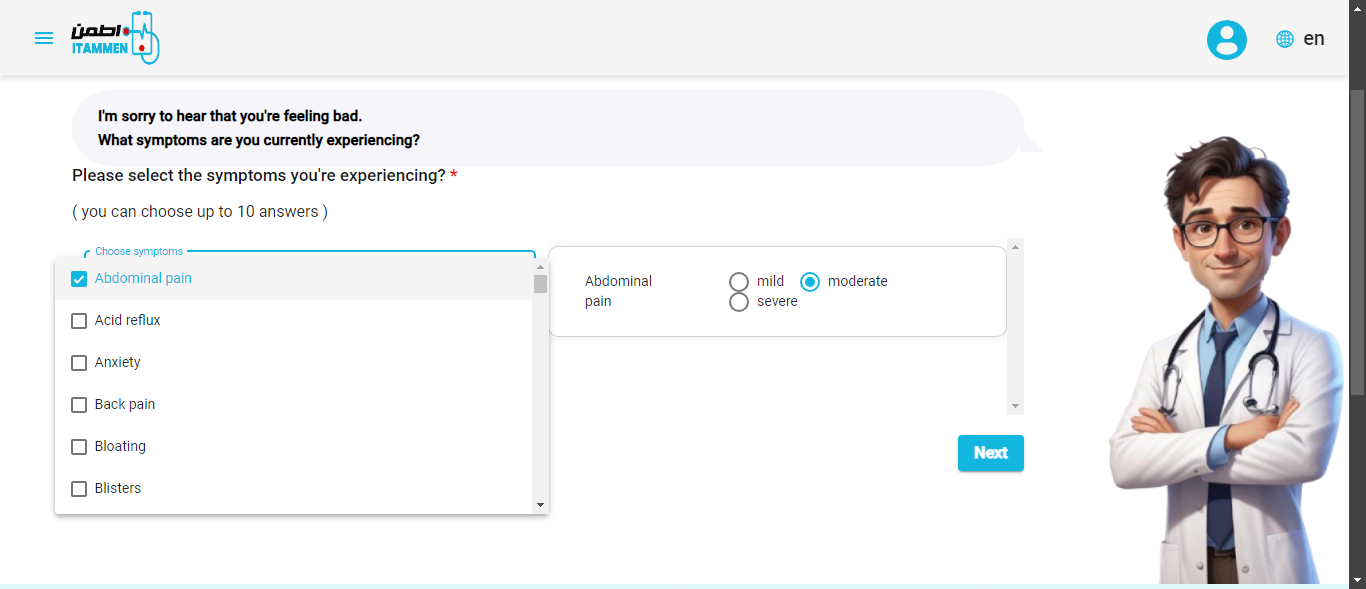 اطمن
ITAMMEN
en
I'm sorry to hear that you're feeling bad.
What symptoms are you currently experiencing?
Please select the symptoms you're experiencing? *
( you can choose up to 10 answers )
Choose symptoms
Abdominal pain
Acid reflux
Anxiety
Back pain
Bloating
Blisters
Abdominal
pain
mild
moderate
severe
Next